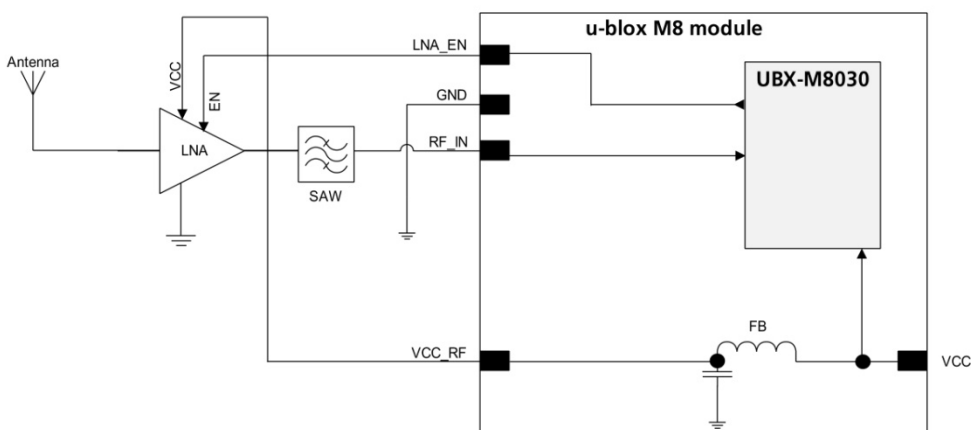 u-blox M8 module
LNA_EN
Antenna
VCC
EN
UBX-M8030
GND
LNA
RF_IN
SAW
FB
VCC_RF
VCC